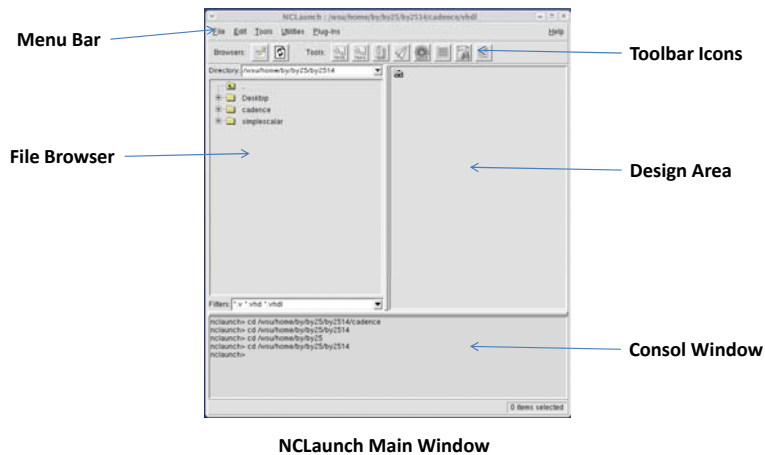 NCLaunch : /wsu/home/by/by25/by2514/cadence/vhdl
Menu Bar
File Edit Tools Utilities Plug-Ins Help
Browsers: Tools:
Toolbar Icons
Directory: /wsu/home/by/by25/by2514
.
Desktop
cadence
simplescalar
File Browser
Design Area
Filters: *.v *.vhd *.vhdl
nclaunch> cd /wsu/home/by/by25/by2514/cadence
nclaunch> cd /wsu/home/by/by25/by2514
nclaunch> cd /wsu/home/by/by25
nclaunch> cd /wsu/home/by/by25/by2514
nclaunch>
Consol Window
0 items selected
NCLaunch Main Window